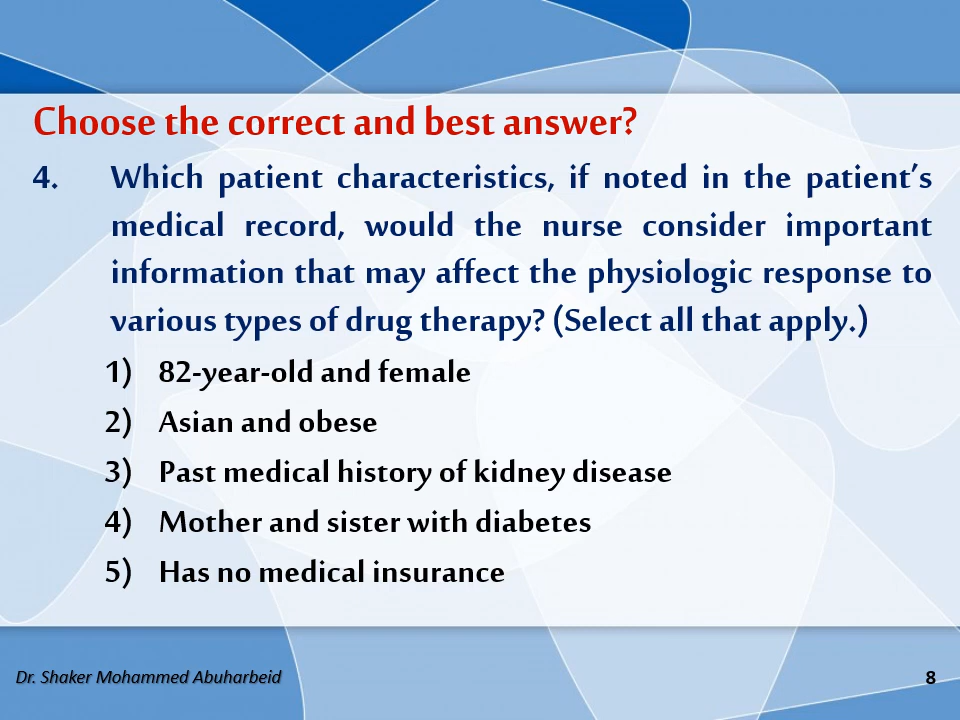 Choose the correct and best answer?
4. Which patient characteristics, if noted in the patient's
medical record, would the nurse consider important
information that may affect the physiologic response to
various types of drug therapy? (Select all that apply.)
1) 82-year-old and female
2) Asian and obese
3) Past medical history of kidney disease
4) Mother and sister with diabetes
5) Has no medical insurance
Dr. Shaker Mohammed Abuharbeid 8